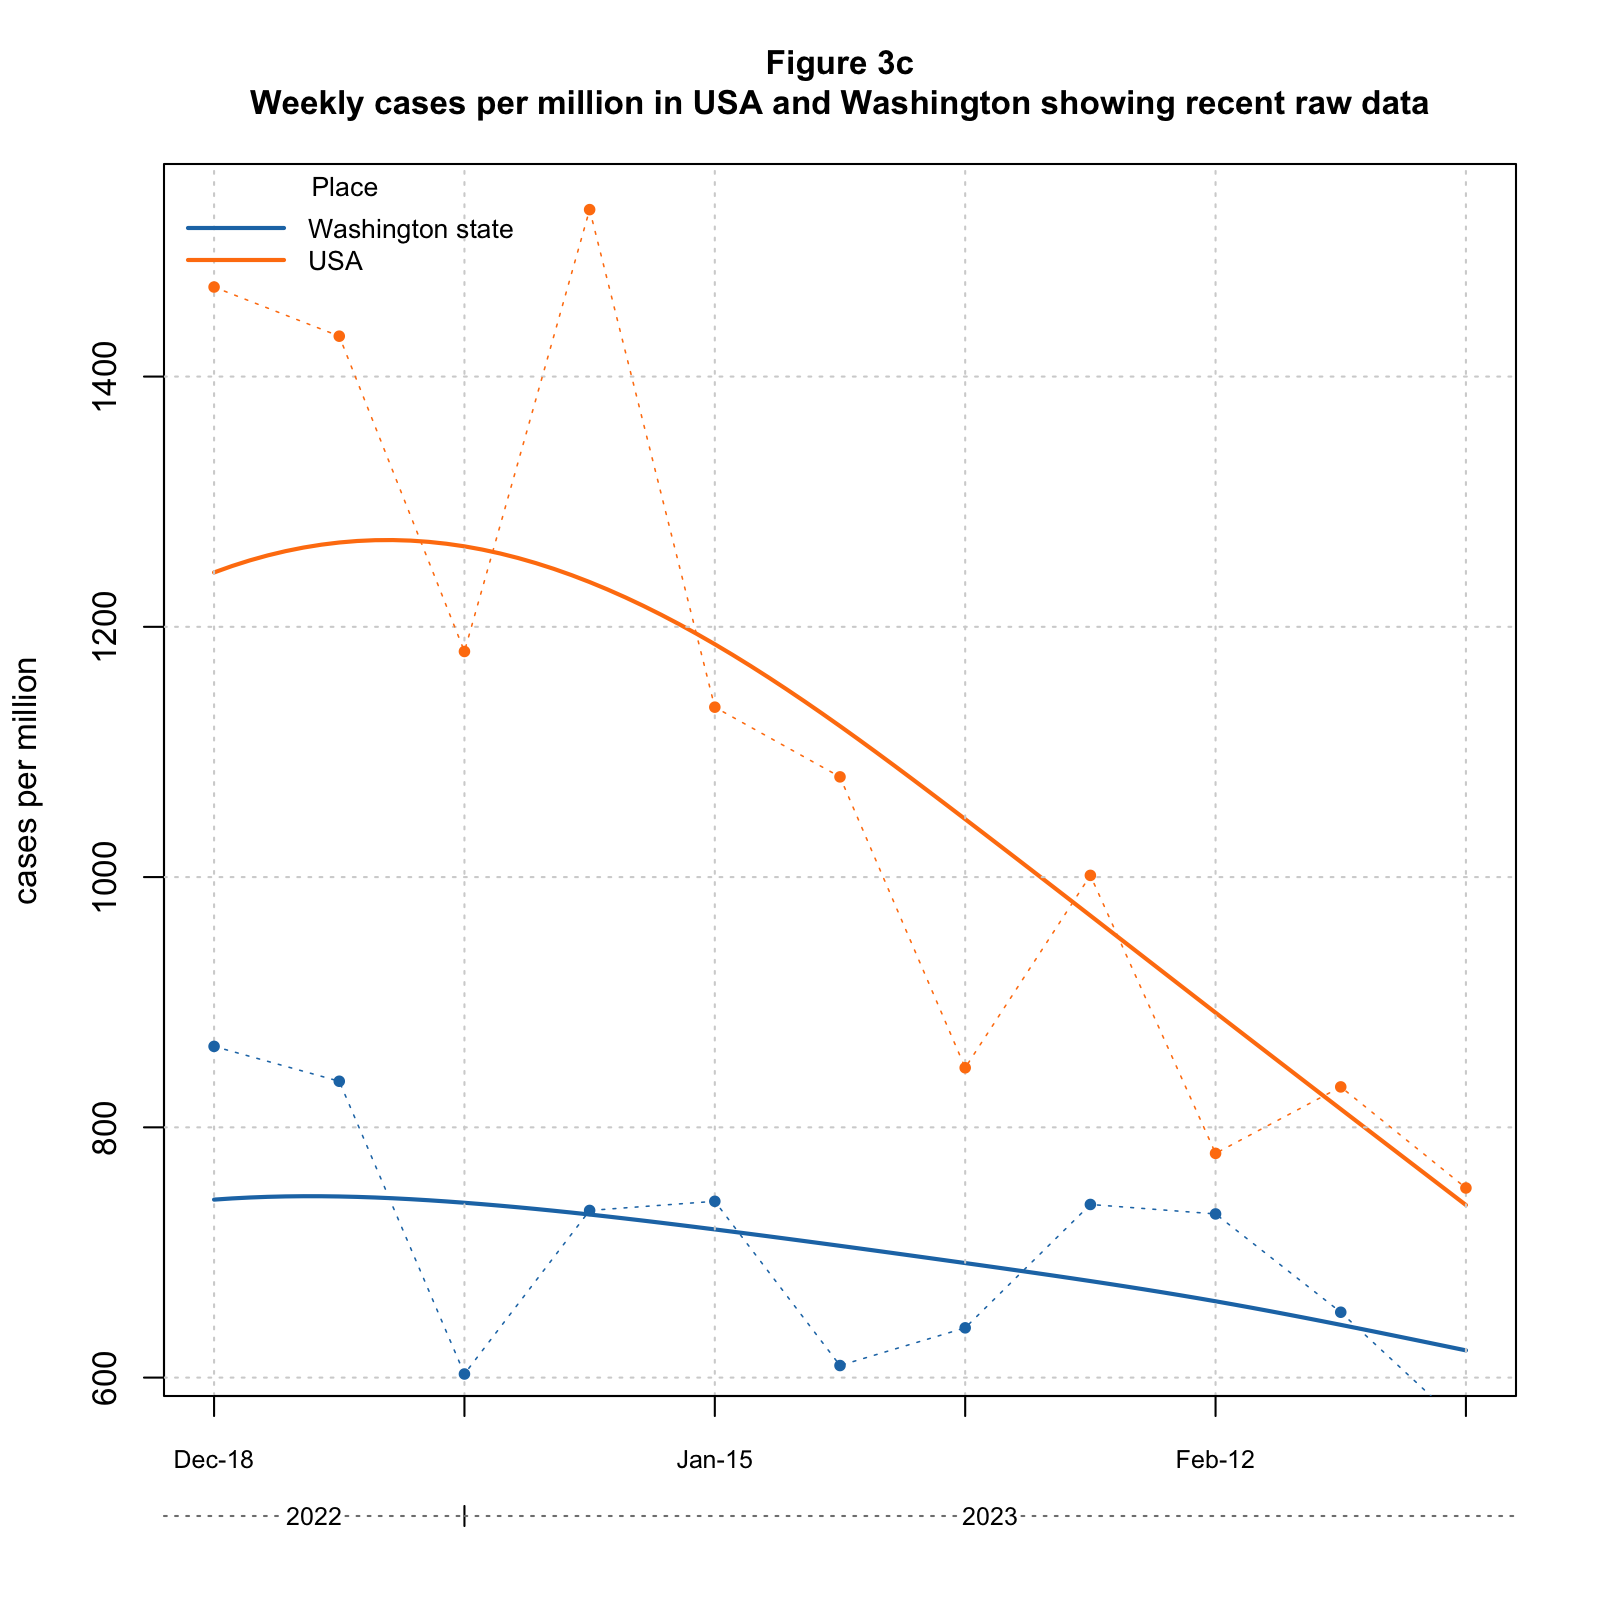 Figure 3c
Weekly cases per million in USA and Washington showing recent raw data
Place
Washington state
USA
cases per million
1400
1200
1000
800
600
Dec-18
Jan-15
Feb-12
2022
2023